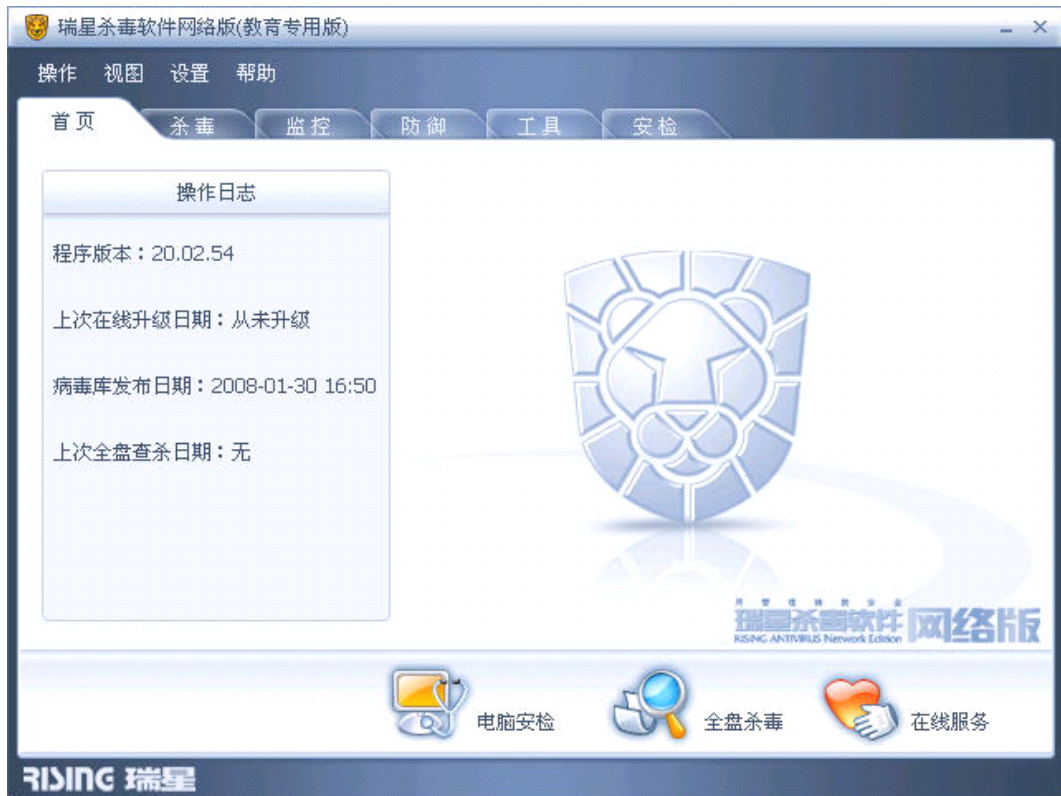 瑞星杀毒软件网络版(教育专用版)
操作 视图 设置 帮助
首页 杀毒 监控 防御 工具 安检
操作日志
程序版本：20.02.54
上次在线升级日期：从未升级
病毒库发布日期：2008-01-30 16:50
上次全盘查杀日期：无
瑞星杀毒软件 网络版
RISING ANTIVIRUS Network Edition
电脑安检 全盘杀毒 在线服务
RISING 瑞星